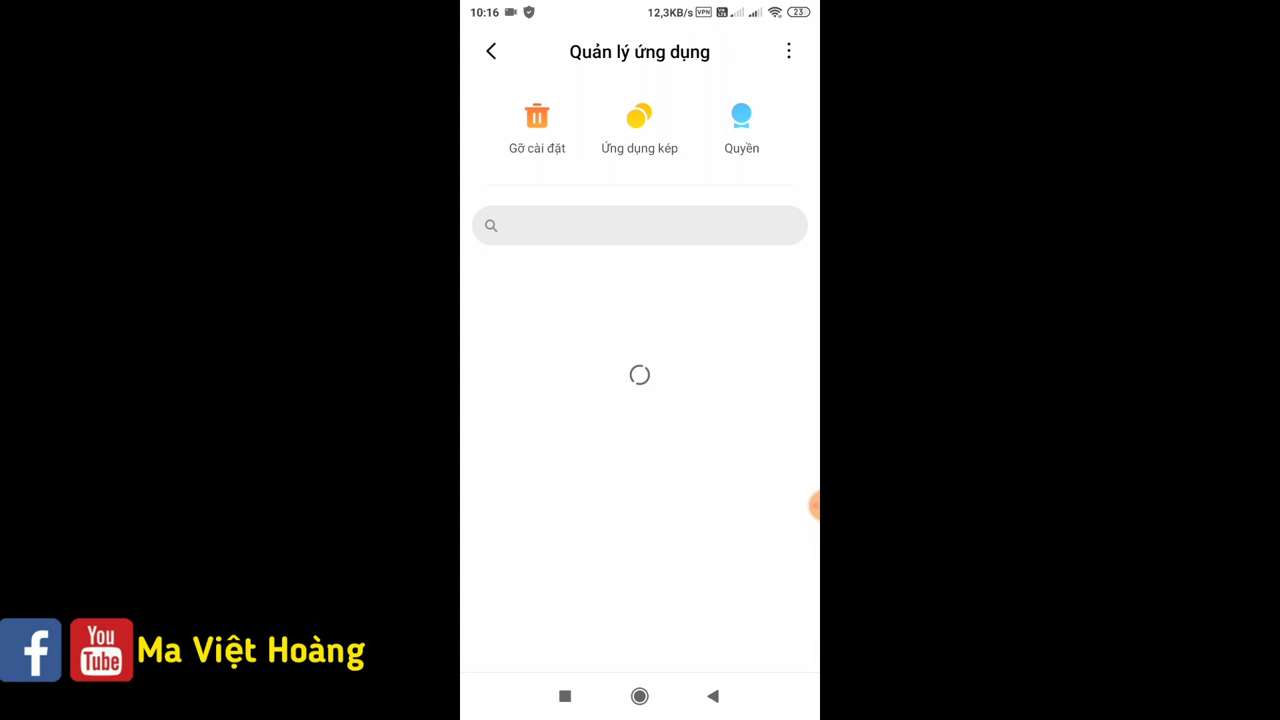 10:16 12,3KB/s VPN 23
Quản lý ứng dụng
Gỡ cài đặt Ứng dụng kép Quyền
f You Tube Ma Việt Hoàng